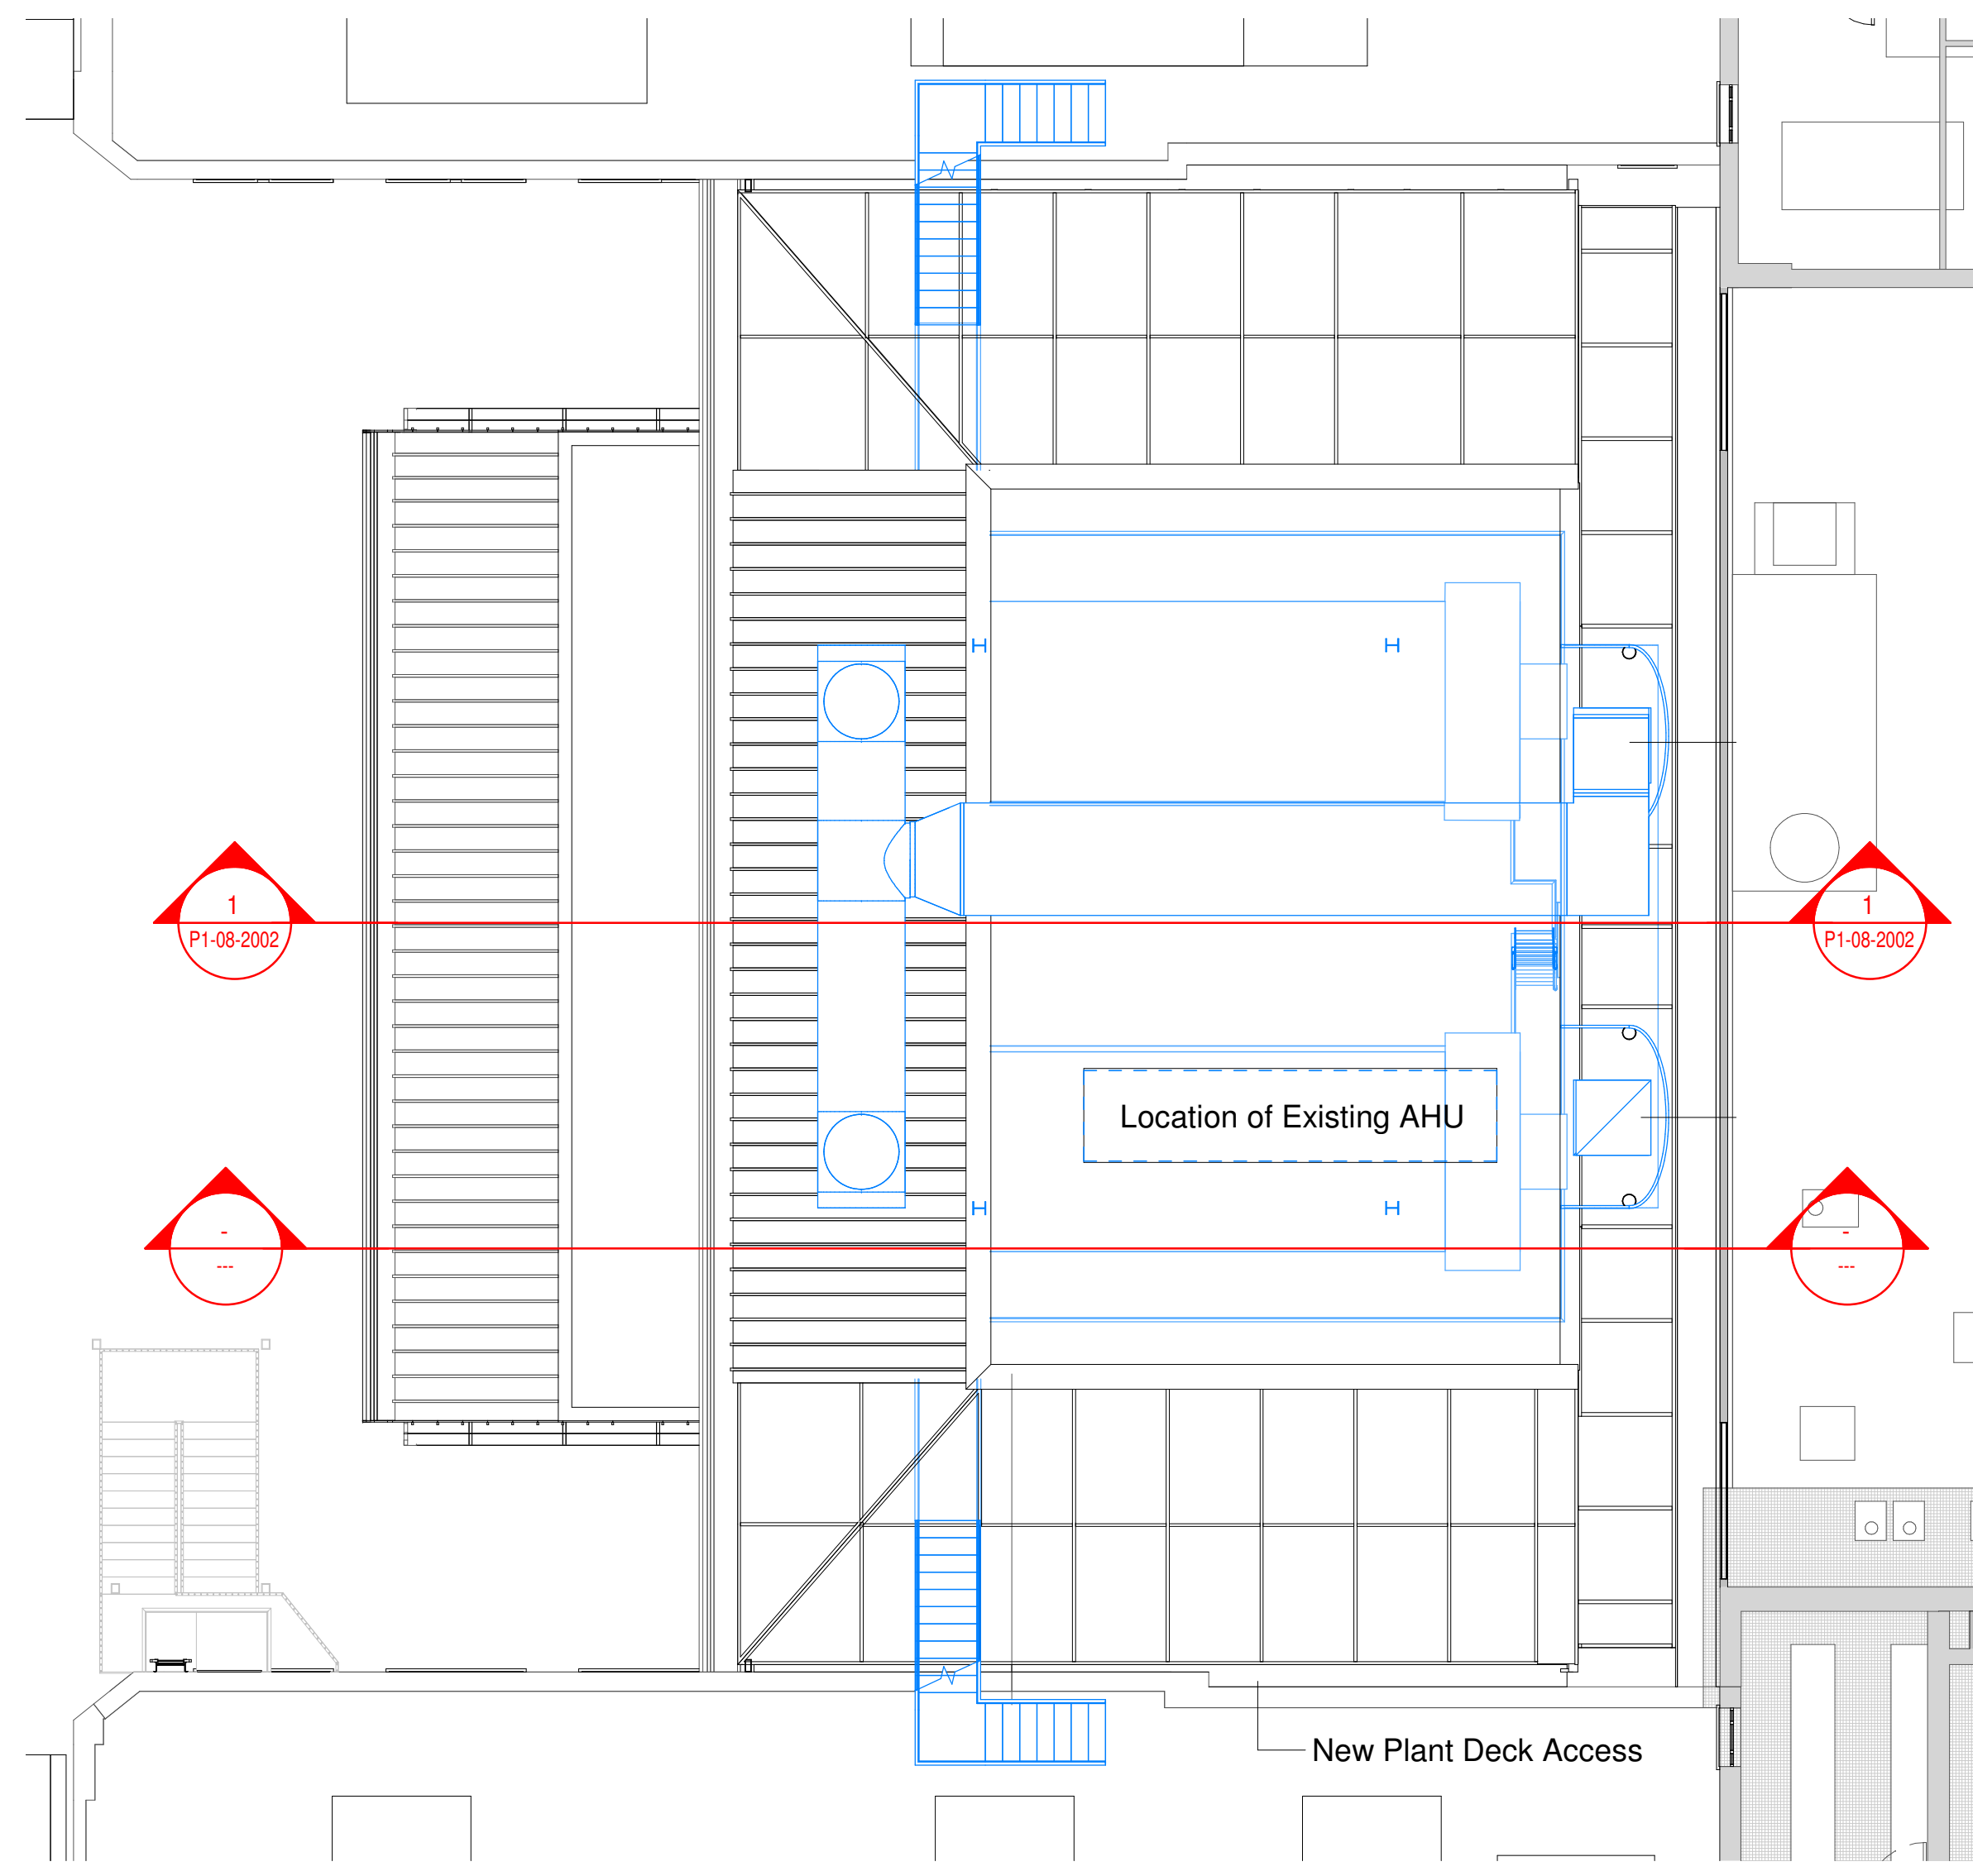 H H
1
P1-08-2002
1
P1-08-2002
Location of Existing AHU
H H
-
---
-
---
New Plant Deck Access